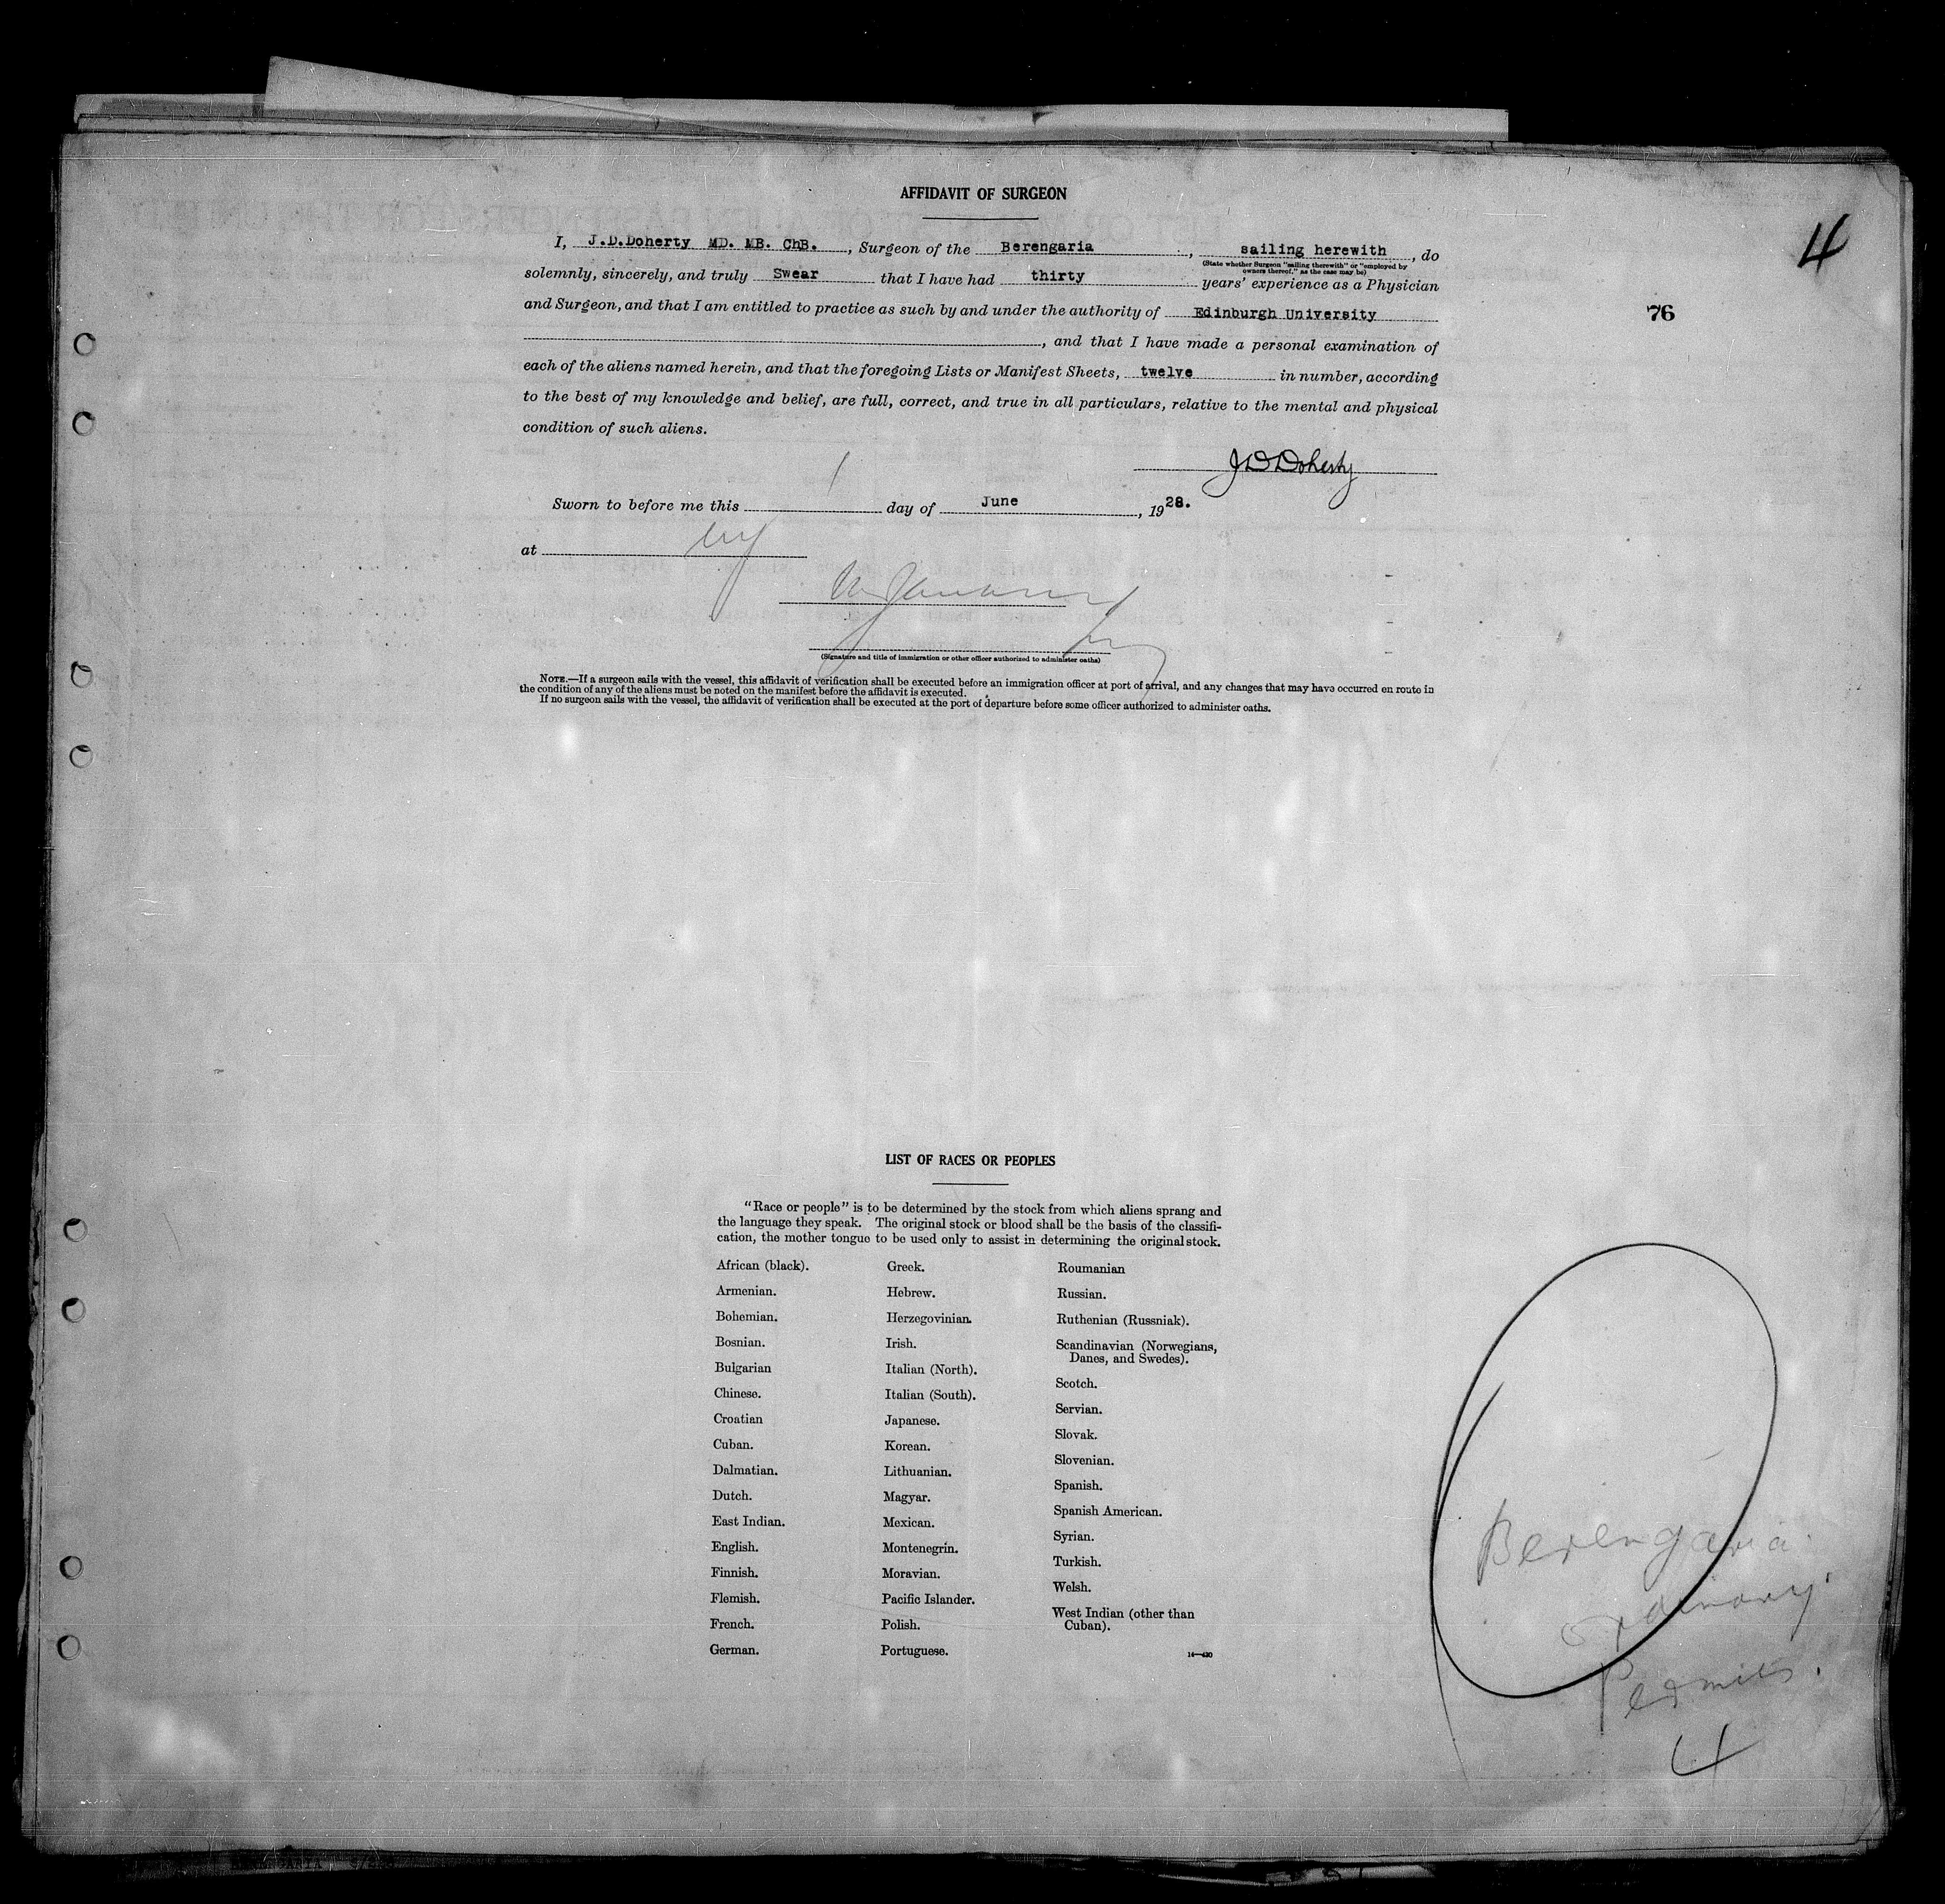 4
76
AFFIDAVIT OF SURGEON
I, J.D.Doherty MD. MB. ChB. , Surgeon of the Berengaria , sailing herewith , do
(State whether Surgeon "sailing therewith" or "employed by
owners thereof," as the case may be)
solemnly, sincerely, and truly Swear that I have had thirty years' experience as a Physician
and Surgeon, and that I am entitled to practice as such by and under the authority of Edinburgh University
, and that I have made a personal examination of
each of the aliens named herein, and that the foregoing Lists or Manifest Sheets, twelve in number, according
to the best of my knowledge and belief, are full, correct, and true in all particulars, relative to the mental and physical
condition of such aliens.
J D Doherty
Sworn to before me this 1 day of June , 1928.
at
(Signature and title of immigration or other officer authorized to administer oaths)
NOTE.—If a surgeon sails with the vessel, this affidavit of verification shall be executed before an immigration officer at port of arrival, and any changes that may have occurred en route in
the condition of any of the aliens must be noted on the manifest before the affidavit is executed.
If no surgeon sails with the vessel, the affidavit of verification shall be executed at the port of departure before some officer authorized to administer oaths.
LIST OF RACES OR PEOPLES
"Race or people" is to be determined by the stock from which aliens sprang and
the language they speak. The original stock or blood shall be the basis of the classifi-
cation, the mother tongue to be used only to assist in determining the original stock.
African (black).
Armenian.
Bohemian.
Bosnian.
Bulgarian
Chinese.
Croatian
Cuban.
Dalmatian.
Dutch.
East Indian.
English.
Finnish.
Flemish.
French.
German.
Greek.
Hebrew.
Herzegovinian.
Irish.
Italian (North).
Italian (South).
Japanese.
Korean.
Lithuanian.
Magyar.
Mexican.
Montenegrin.
Moravian.
Pacific Islander.
Polish.
Portuguese.
Roumanian
Russian.
Ruthenian (Russniak).
Scandinavian (Norwegians,
Danes, and Swedes).
Scotch.
Servian.
Slovak.
Slovenian.
Spanish.
Spanish American.
Syrian.
Turkish.
Welsh.
West Indian (other than
Cuban).
14—430
Berengaria.
ordinary.
Permits.
4